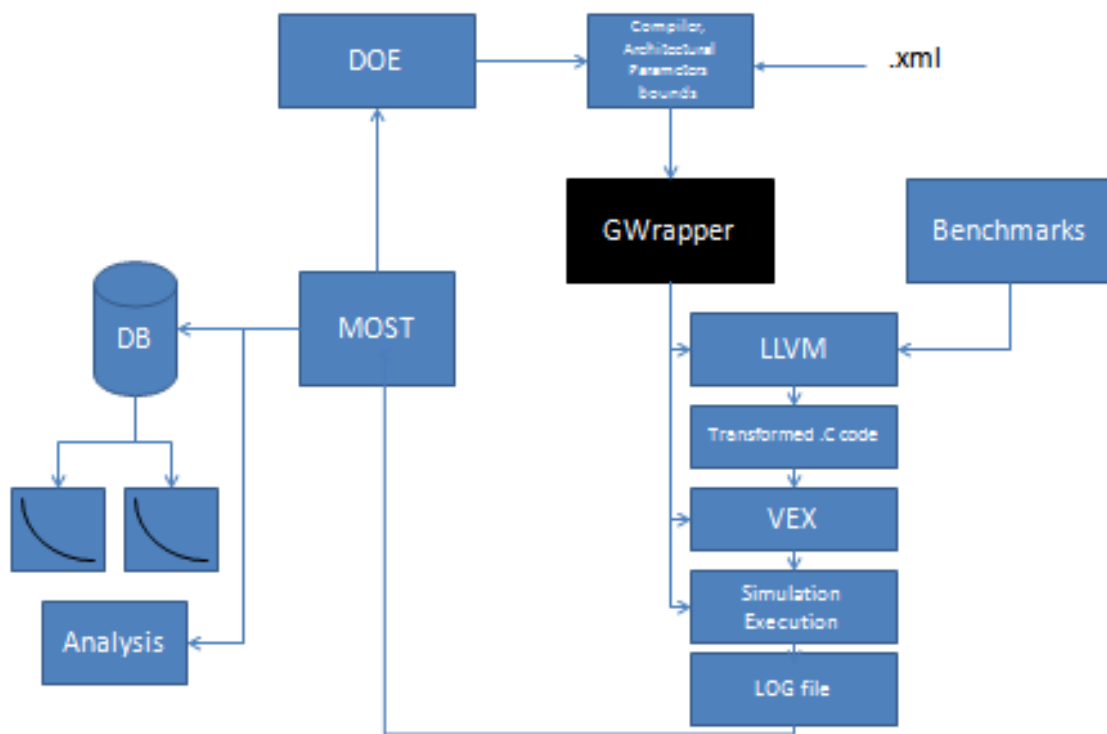 DOE
Compiler,
Architectural
Parameters
bounds
.xml
GWrapper
Benchmarks
DB
MOST
LLVM
Transformed .C code
VEX
Simulation
Execution
Analysis
LOG file